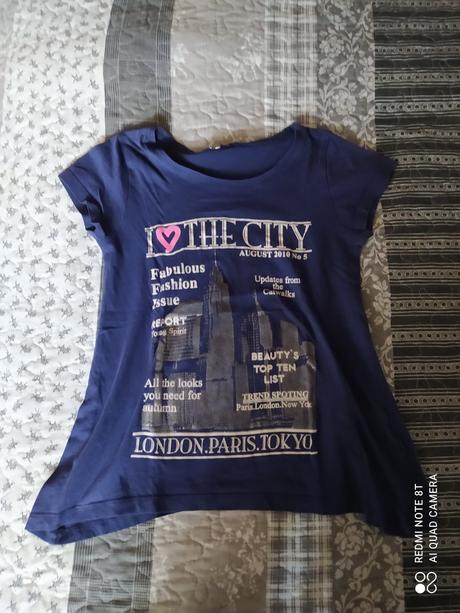 I THE CITY
AUGUST 2010 No 5
Fabulous
Fashion
Issue
Updates from
the
Catwalks
REPORT
Spirit
BEAUTY'S
TOP TEN
LIST
All the looks
you need for
autumn
TREND SPOTING
Paris.London.New York
LONDON.PARIS.TOKYO
REDMI NOTE 8T
AI QUAD CAMERA